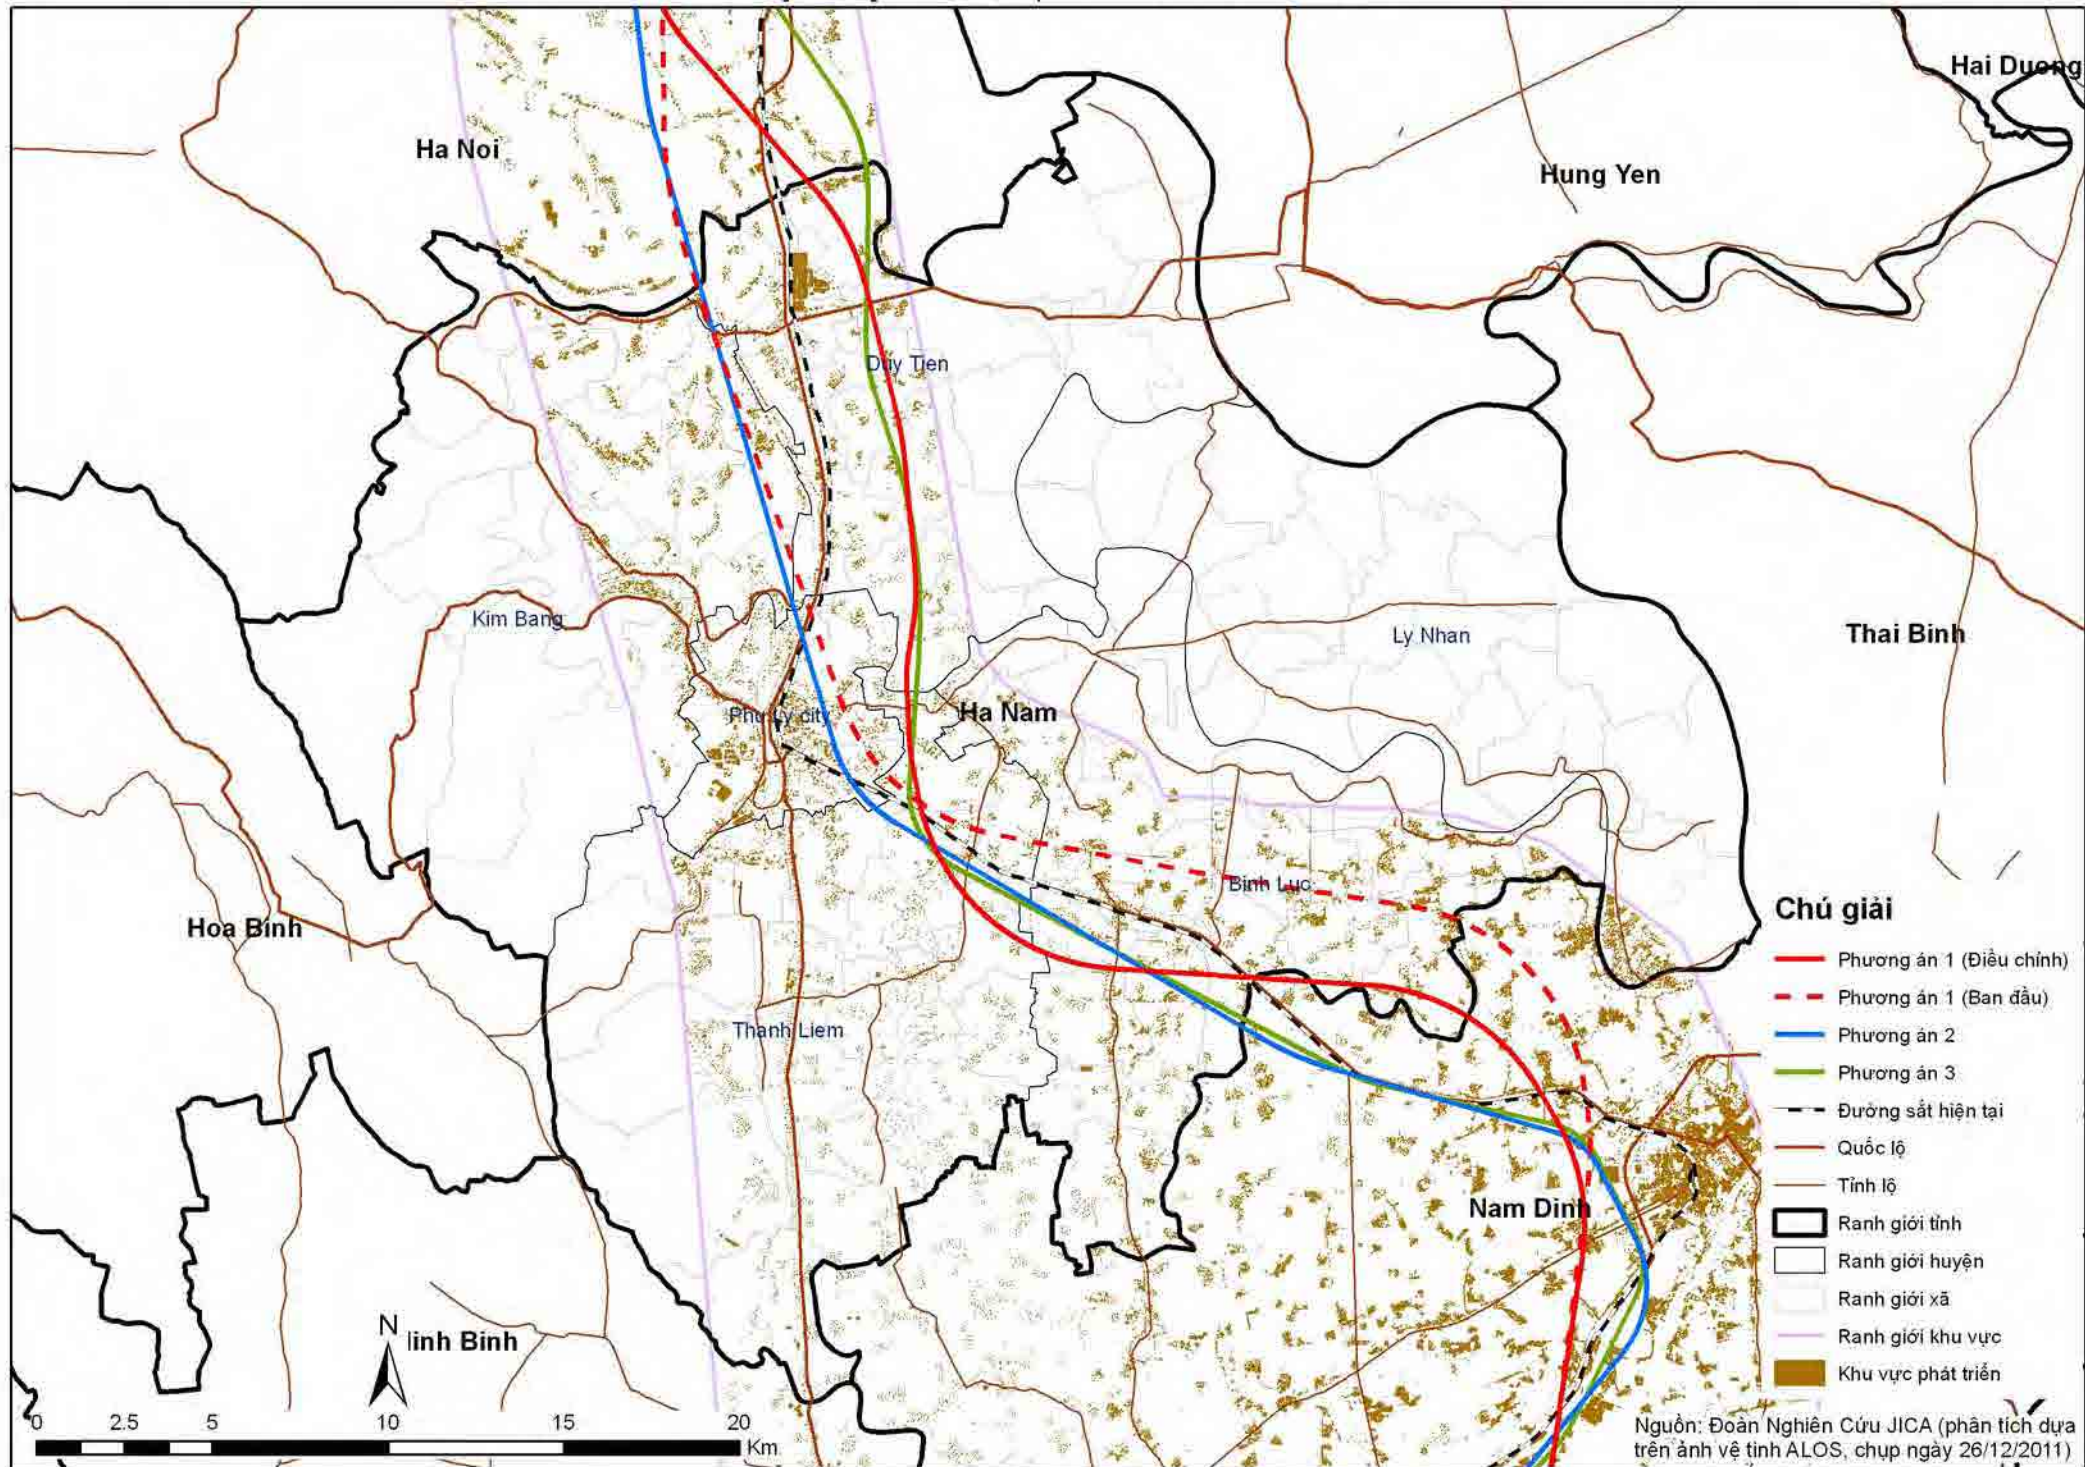 Hai Duong
Ha Noi
Hung Yen
Duy Tien
Kim Bang
Ly Nhan
Thai Binh
Phu Ly city
Ha Nam
Binh Luc
Hoa Binh
Thanh Liem
Nam Dinh
Chú giải
Phương án 1 (Điều chỉnh)
Phương án 1 (Ban đầu)
Phương án 2
Phương án 3
Đường sắt hiện tại
Quốc lộ
Tỉnh lộ
Ranh giới tỉnh
Ranh giới huyện
Ranh giới xã
Ranh giới khu vực
Khu vực phát triển
N
linh Binh
0 2.5 5 10 15 20
Km
Nguồn: Đoàn Nghiên Cứu JICA (phân tích dựa
trên ảnh vệ tinh ALOS, chụp ngày 26/12/2011)